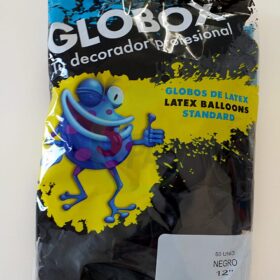 GLOBOX
Tu decorador profesional
GLOBOS DE LATEX
LATEX BALLOONS
STANDARD
50 UNID
NEGRO
12"